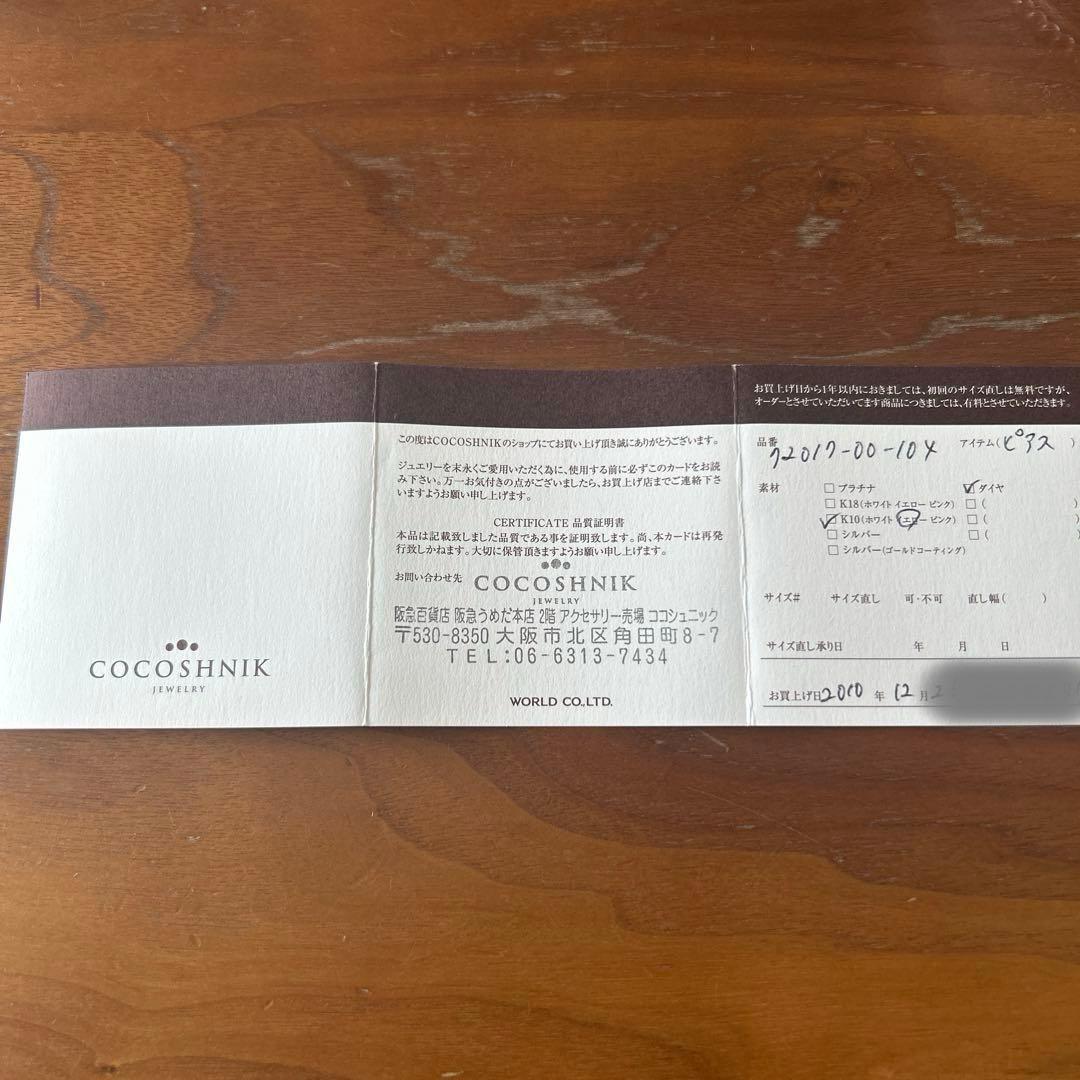 COCOSHNIK
JEWELRY
この度はCOCOSHNIKのショップにてお買い上げ頂き誠にありがとうございます。
ジュエリーを末永くご愛用いただく為に、使用する前に必ずこのカードをお読
み下さい。万一お気付きの点がございましたら、お買上げ店までご連絡下さ
いますようお願い申し上げます。
CERTIFICATE 品質証明書
本品は記載致しました品質である事を証明致します。尚、本カードは再発
行致しかねます。大切に保管頂きますようお願い申し上げます。
お問い合わせ先 COCOSHNIK
JEWELRY
阪急百貨店 阪急うめだ本店 2階 アクセサリー売場 ココシュニック
〒530-8350 大阪市北区角田町8-7
TEL:06-6313-7434
WORLD CO.,LTD.
お買上げ日から1年以内におきましては、初回のサイズ直しは無料ですが、
オーダーとさせていただいてます商品につきましては、有料とさせていただきます。
品番 72017-00-104 アイテム(ピアス )
素材 □プラチナ ☑ダイヤ
□K18(ホワイト イエロー ピンク) □( )
☑K10(ホワイト イエロー ピンク) □( )
□シルバー □( )
□シルバー(ゴールドコーティング)
サイズ# サイズ直し 可・不可 直し幅( )
サイズ直し承り日 年 月 日
お買上げ日 2010 年 12 月 2